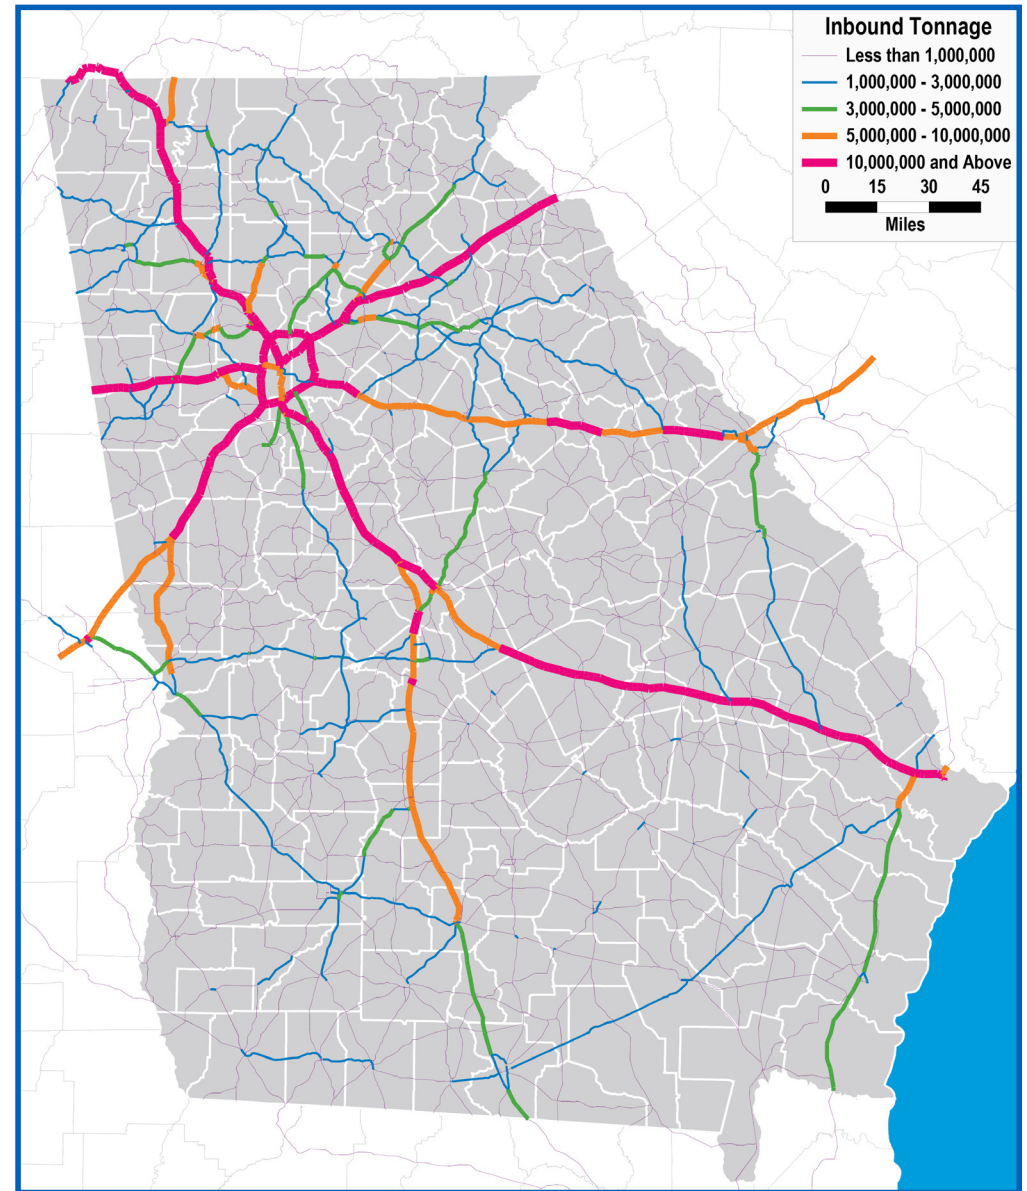 Inbound Tonnage
Less than 1,000,000
1,000,000 - 3,000,000
3,000,000 - 5,000,000
5,000,000 - 10,000,000
10,000,000 and Above
0 15 30 45
Miles